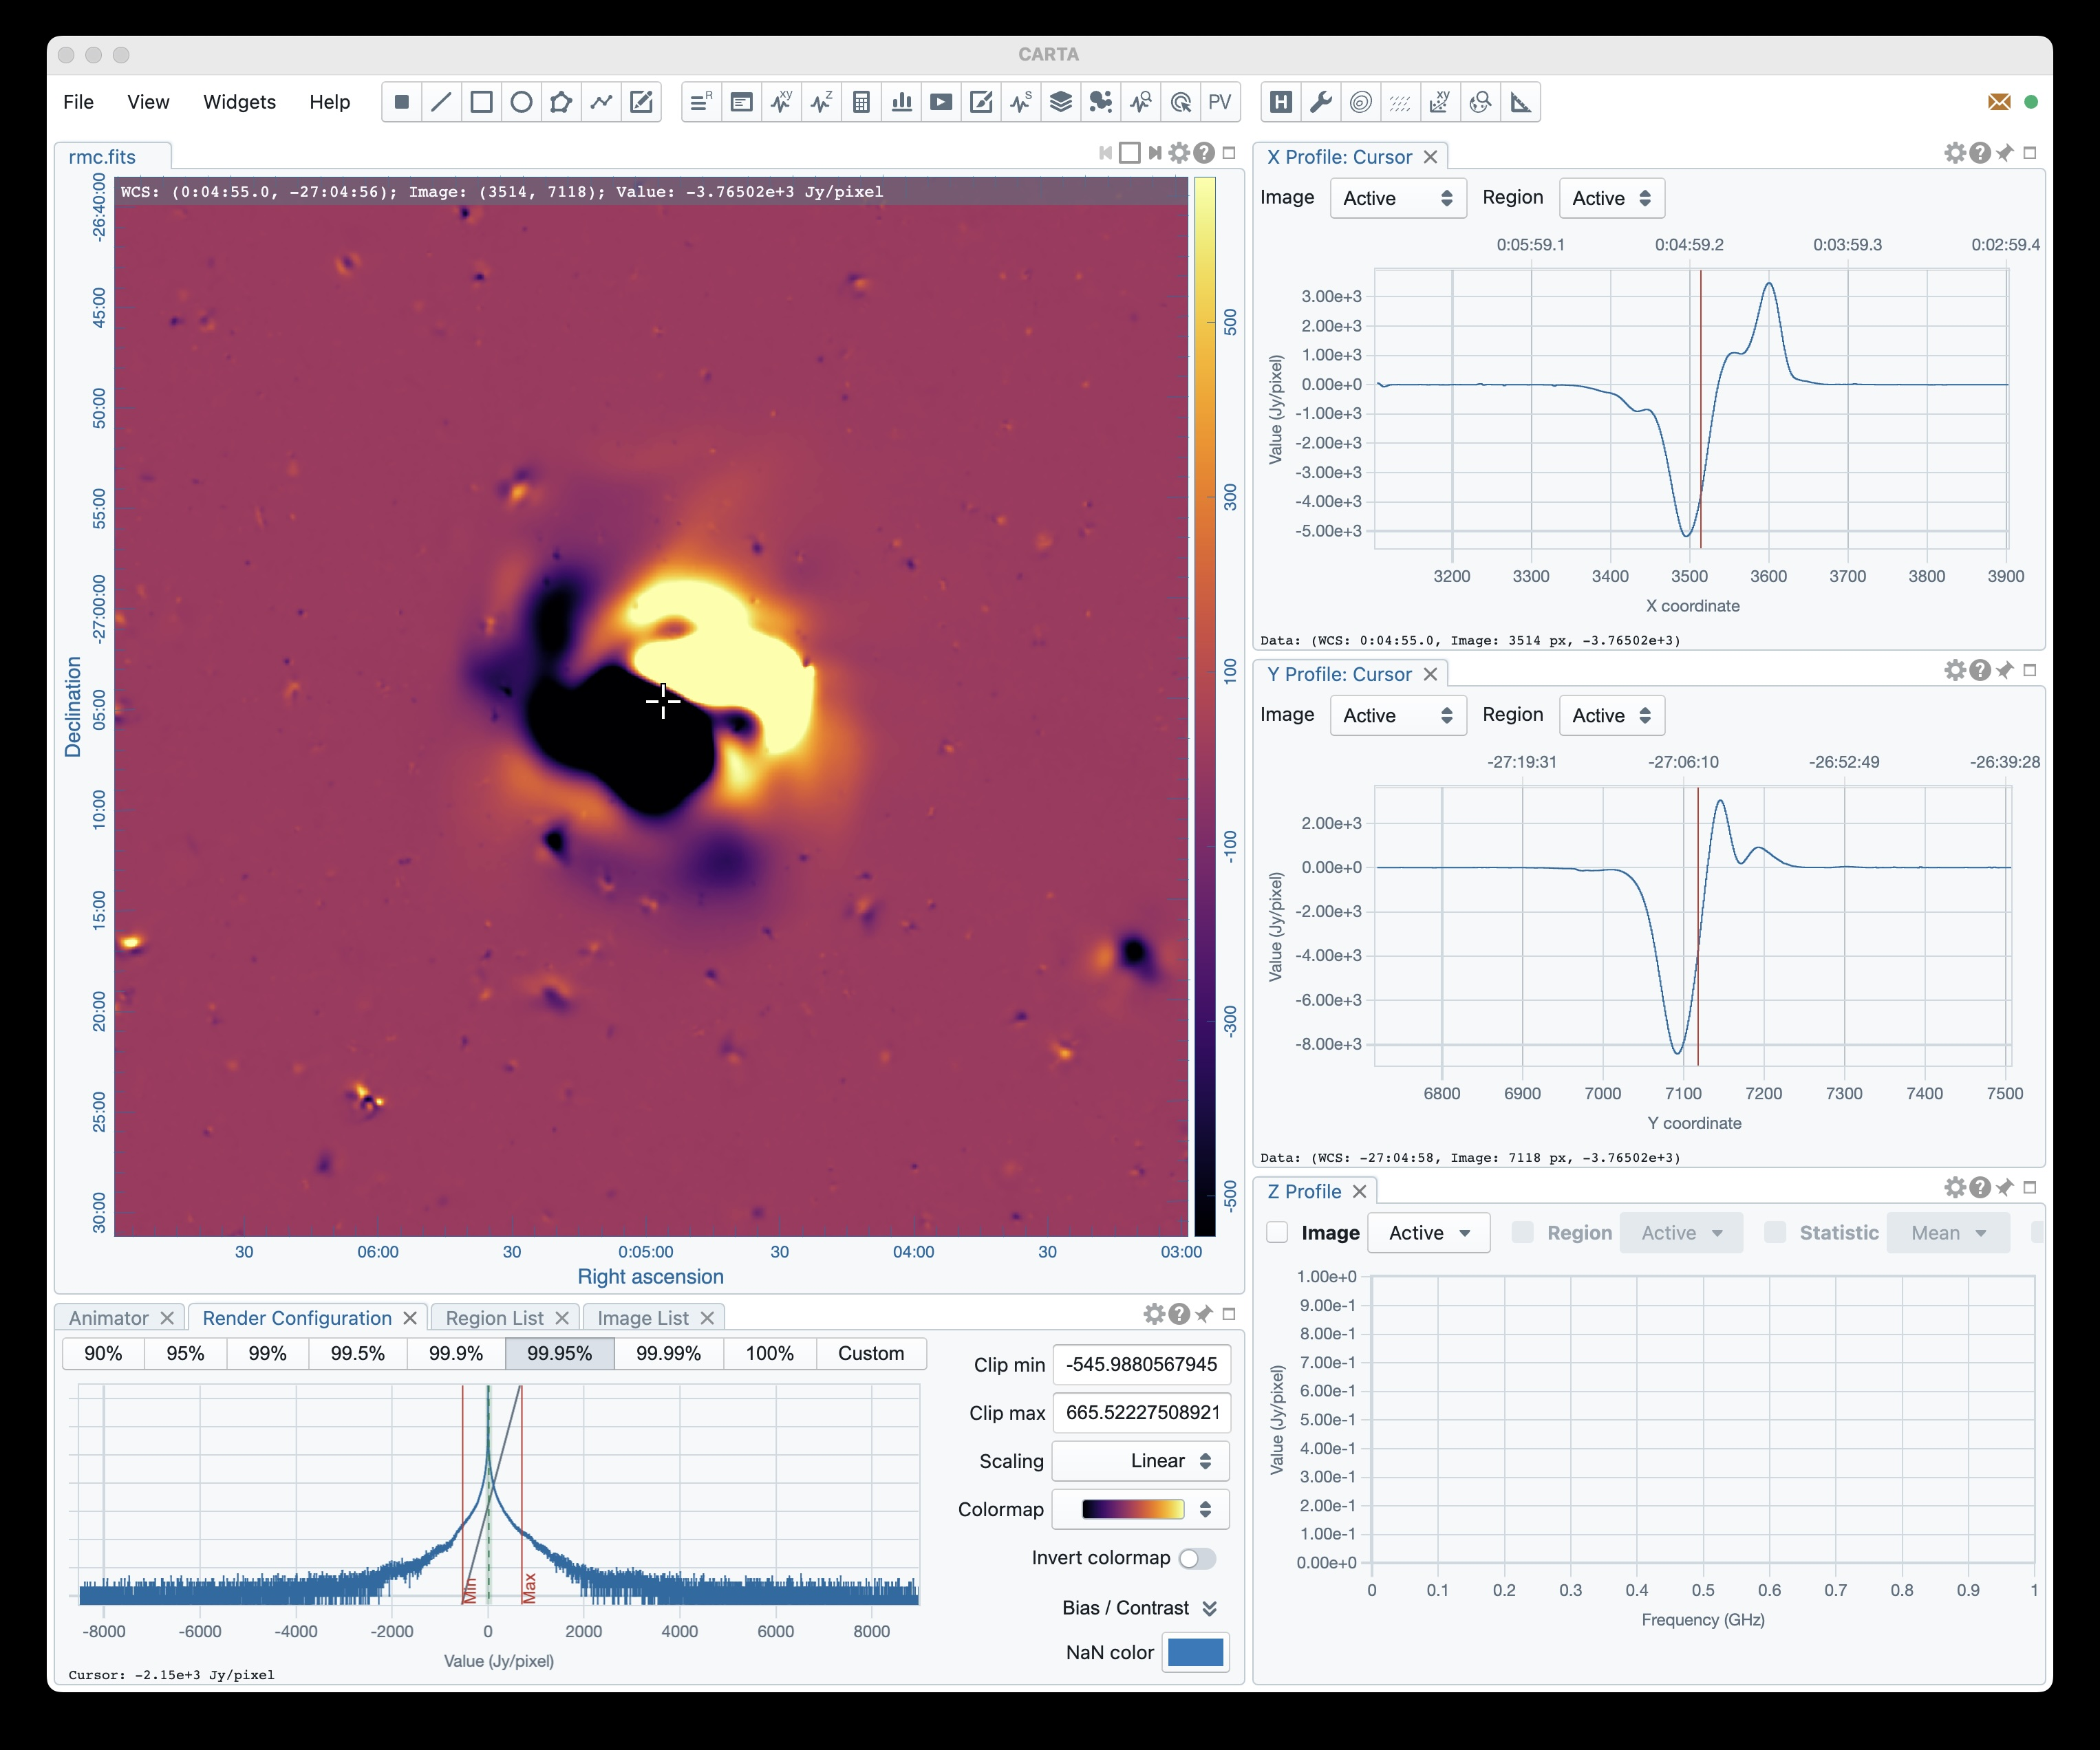 CARTA
File View Widgets Help
R XY Z S PV H XY
rmc.fits
WCS: (0:04:55.0, -27:04:56); Image: (3514, 7118); Value: -3.76502e+3 Jy/pixel
-26:40:00
45:00
50:00
55:00
-27:00:00
05:00
10:00
15:00
20:00
25:00
30:00
Declination
500
300
100
-100
-300
-500
30 06:00 30 0:05:00 30 04:00 30 03:00
Right ascension
Animator Render Configuration Region List Image List
90% 95% 99% 99.5% 99.9% 99.95% 99.99% 100% Custom
Min Max
-8000 -6000 -4000 -2000 0 2000 4000 6000 8000
Value (Jy/pixel)
Cursor: -2.15e+3 Jy/pixel
Clip min -545.9880567945
Clip max 665.52227508921
Scaling Linear
Colormap
Invert colormap
Bias / Contrast
NaN color
X Profile: Cursor
Image Active Region Active
0:05:59.1 0:04:59.2 0:03:59.3 0:02:59.4
3.00e+3
2.00e+3
1.00e+3
0.00e+0
-1.00e+3
-2.00e+3
-3.00e+3
-4.00e+3
-5.00e+3
Value (Jy/pixel)
3200 3300 3400 3500 3600 3700 3800 3900
X coordinate
Data: (WCS: 0:04:55.0, Image: 3514 px, -3.76502e+3)
Y Profile: Cursor
Image Active Region Active
-27:19:31 -27:06:10 -26:52:49 -26:39:28
2.00e+3
0.00e+0
-2.00e+3
-4.00e+3
-6.00e+3
-8.00e+3
Value (Jy/pixel)
6800 6900 7000 7100 7200 7300 7400 7500
Y coordinate
Data: (WCS: -27:04:58, Image: 7118 px, -3.76502e+3)
Z Profile
Image Active Region Active Statistic Mean
1.00e+0
9.00e-1
8.00e-1
7.00e-1
6.00e-1
5.00e-1
4.00e-1
3.00e-1
2.00e-1
1.00e-1
0.00e+0
Value (Jy/pixel)
0 0.1 0.2 0.3 0.4 0.5 0.6 0.7 0.8 0.9 1
Frequency (GHz)